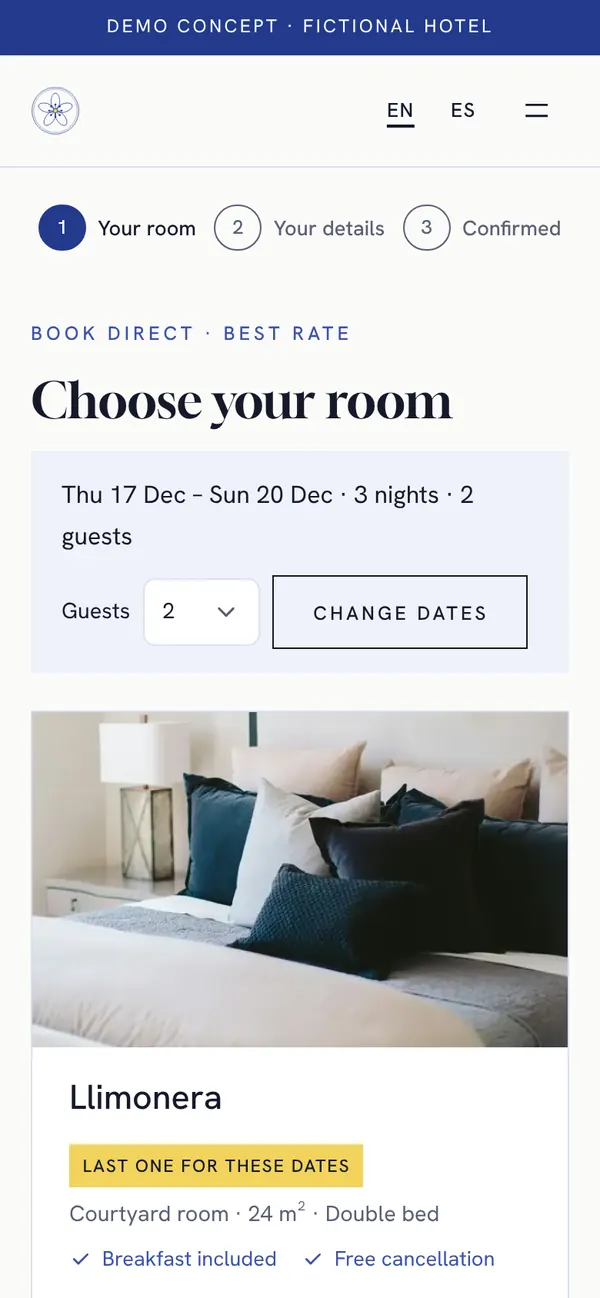 DEMO CONCEPT · FICTIONAL HOTEL
EN ES
1 Your room 2 Your details 3 Confirmed
BOOK DIRECT · BEST RATE
Choose your room
Thu 17 Dec – Sun 20 Dec · 3 nights · 2
guests
Guests 2 CHANGE DATES
Llimonera
LAST ONE FOR THESE DATES
Courtyard room · 24 m² · Double bed
Breakfast included Free cancellation